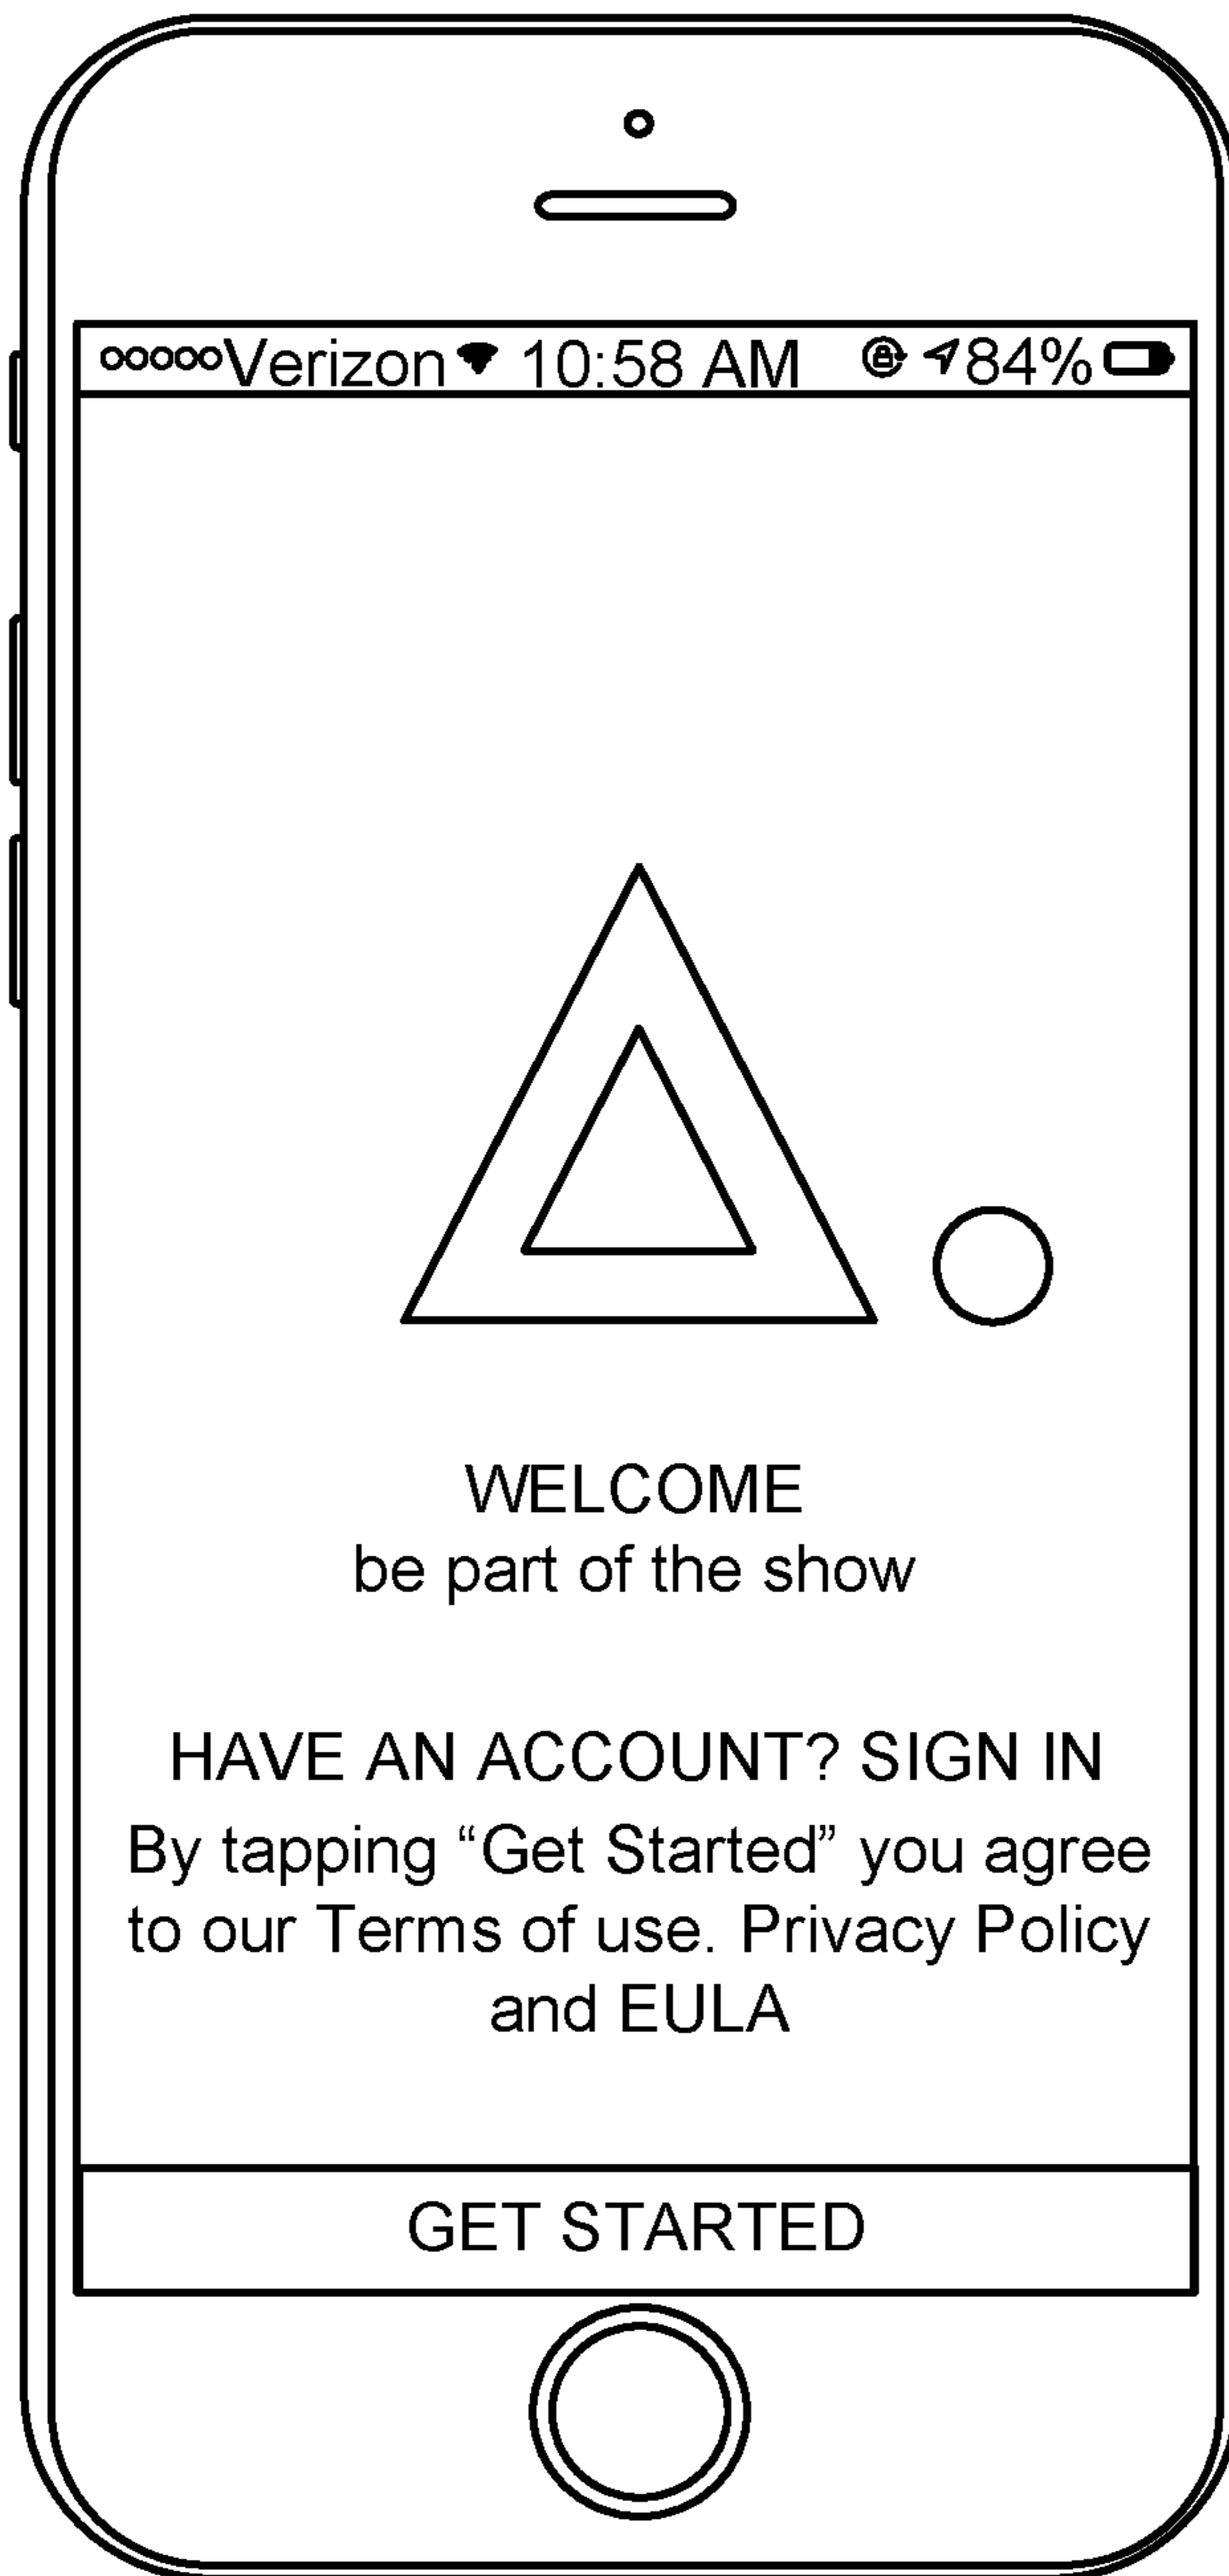 Verizon 10:58 AM 84%
WELCOME
be part of the show
HAVE AN ACCOUNT? SIGN IN
By tapping “Get Started” you agree
to our Terms of use. Privacy Policy
and EULA
GET STARTED